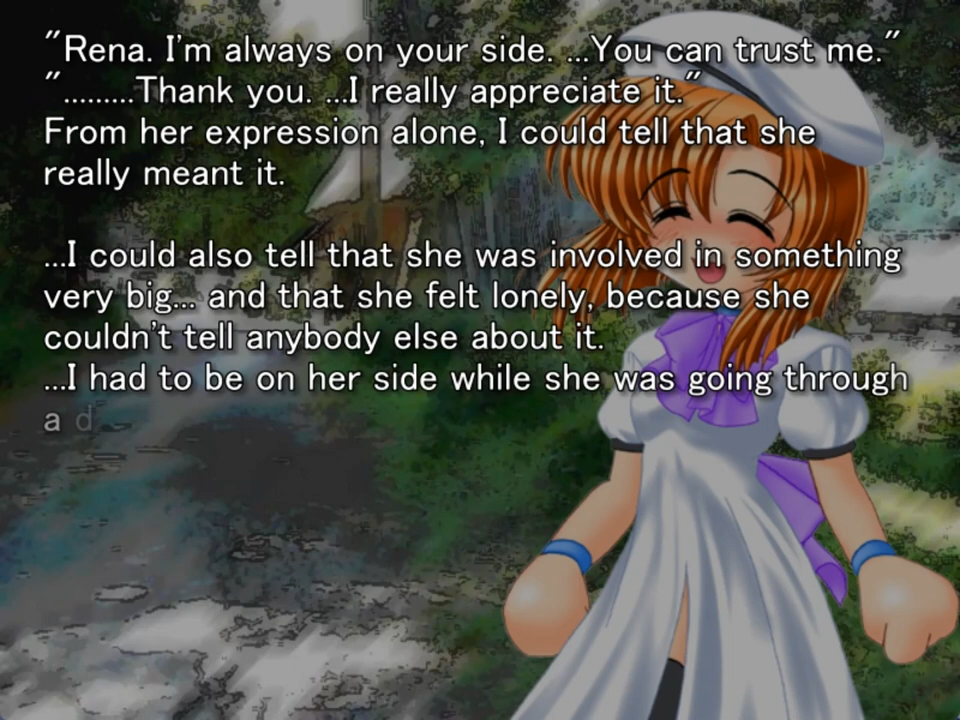 "Rena. I'm always on your side. ...You can trust me."
".........Thank you. ...I really appreciate it."
From her expression alone, I could tell that she
really meant it.
...I could also tell that she was involved in something
very big... and that she felt lonely, because she
couldn't tell anybody else about it.
...I had to be on her side while she was going through
a d